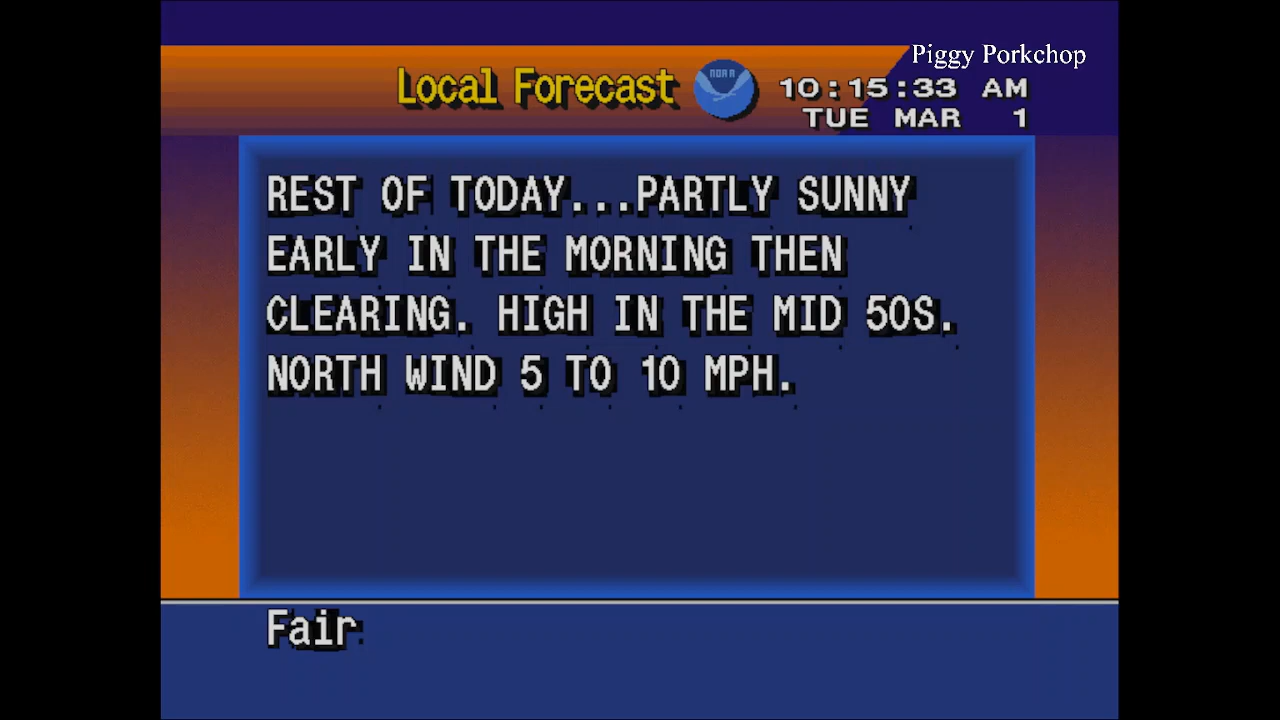 Piggy Porkchop
Local Forecast
NOAA
10:15:33 AM
TUE MAR 1
REST OF TODAY...PARTLY SUNNY
EARLY IN THE MORNING THEN
CLEARING. HIGH IN THE MID 50S.
NORTH WIND 5 TO 10 MPH.
Fair